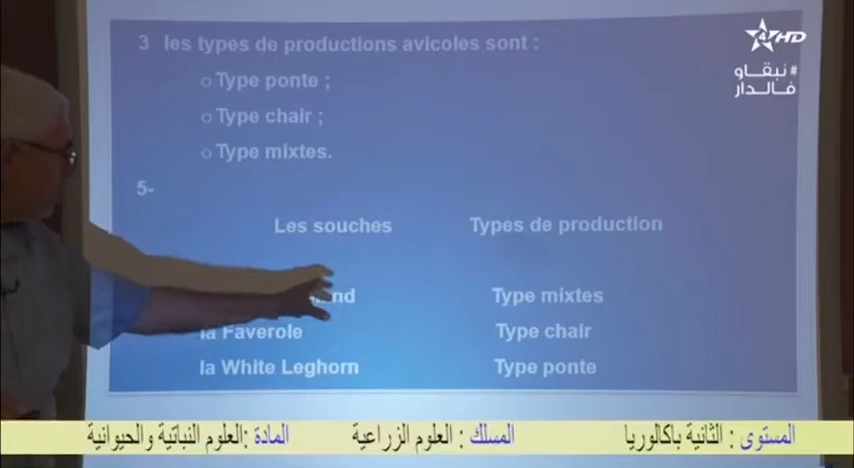 3 les types de productions avicoles sont :
o Type ponte ;
o Type chair ;
o Type mixtes.
5-
Les souches Types de production
Type mixtes
la Faverole Type chair
la White Leghorn Type ponte
4 HD
#نبقاو
فالدار
المستوى : الثانية باكالوريا المسلك : العلوم الزراعية المادة :العلوم النباتية والحيوانية